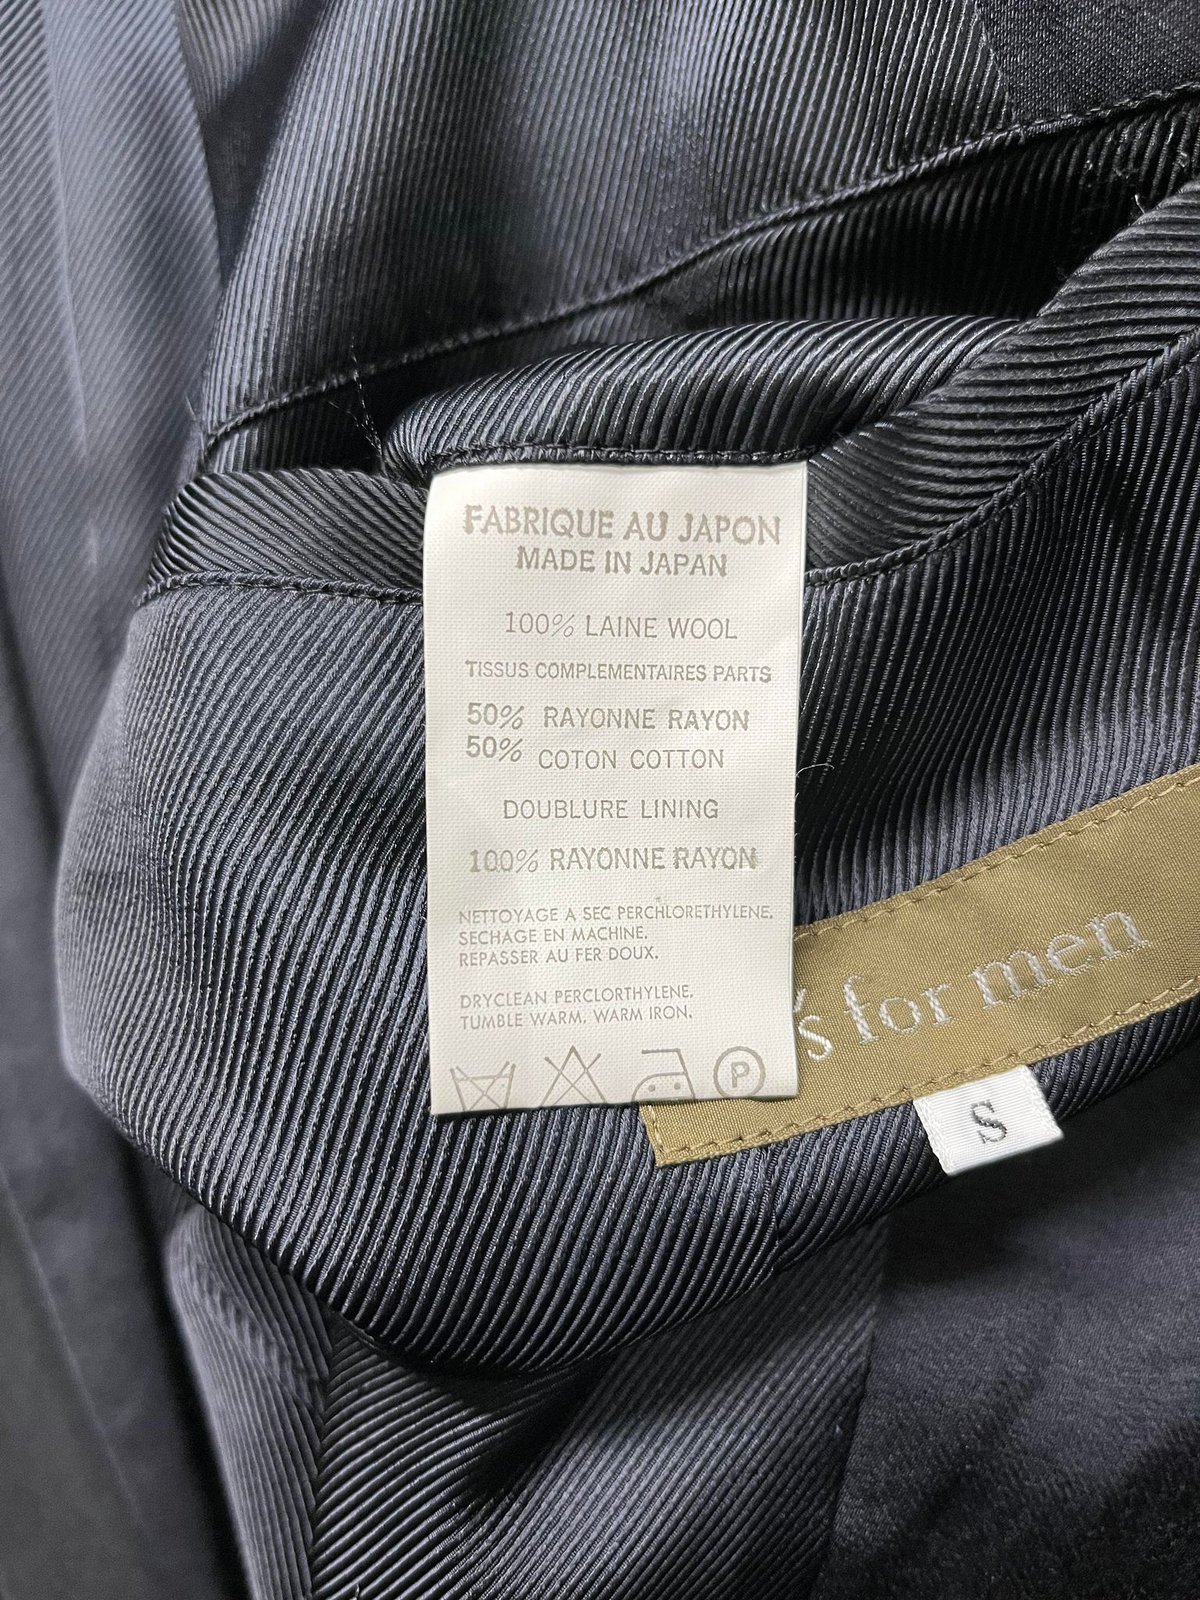 FABRIQUE AU JAPON
MADE IN JAPAN
100% LAINE WOOL
TISSUS COMPLEMENTAIRES PARTS
50% RAYONNE RAYON
50% COTON COTTON
DOUBLURE LINING
100% RAYONNE RAYON
NETTOYAGE A SEC PERCHLORETHYLENE.
SECHAGE EN MACHINE.
REPASSER AU FER DOUX.
DRYCLEAN PERCLORTHYLENE.
TUMBLE WARM. WARM IRON.
P
's for men
S